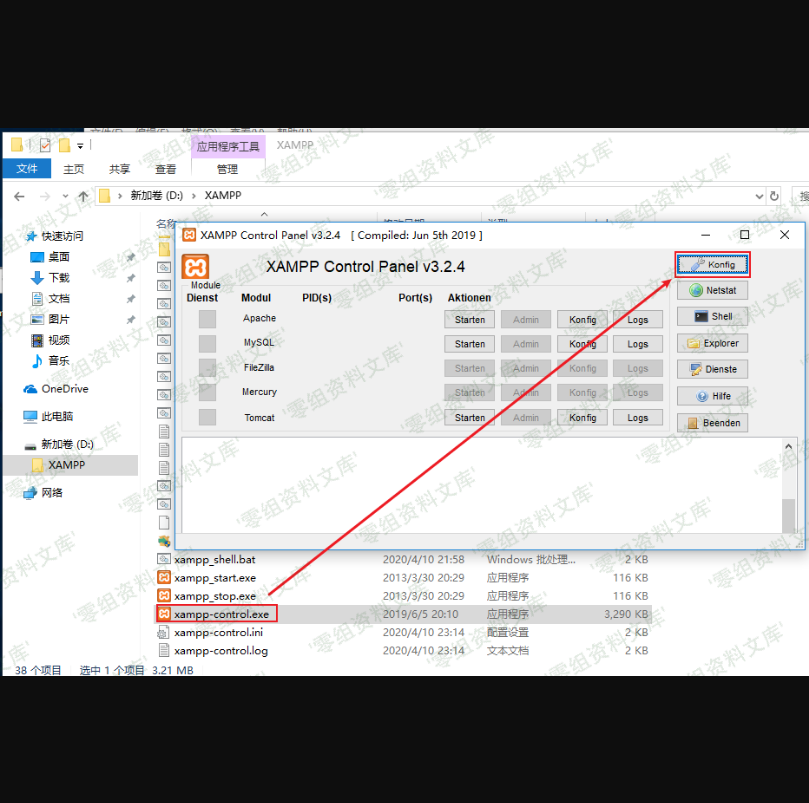 应用程序工具 XAMPP
文件 主页 共享 查看 管理
新加卷 (D:) XAMPP
快速访问
桌面
下载
文档
图片
视频
音乐
OneDrive
此电脑
新加卷 (D:)
XAMPP
网络
XAMPP Control Panel v3.2.4 [ Compiled: Jun 5th 2019 ]
XAMPP Control Panel v3.2.4
Module
Dienst Modul PID(s) Port(s) Aktionen
Apache Starten Admin Konfig Logs
MySQL Starten Admin Konfig Logs
FileZilla Starten Admin Konfig Logs
Mercury Starten Admin Konfig Logs
Tomcat Starten Admin Konfig Logs
Konfig
Netstat
Shell
Explorer
Dienste
Hilfe
Beenden
xampp_shell.bat 2020/4/10 21:58 Windows 批处理... 2 KB
xampp_start.exe 2013/3/30 20:29 应用程序 116 KB
xampp_stop.exe 2013/3/30 20:29 应用程序 116 KB
xampp-control.exe 2019/6/5 20:10 应用程序 3,290 KB
xampp-control.ini 2020/4/10 23:14 配置设置 2 KB
xampp-control.log 2020/4/10 23:14 文本文档 2 KB
38 个项目 选中 1 个项目 3.21 MB
零组资料文库